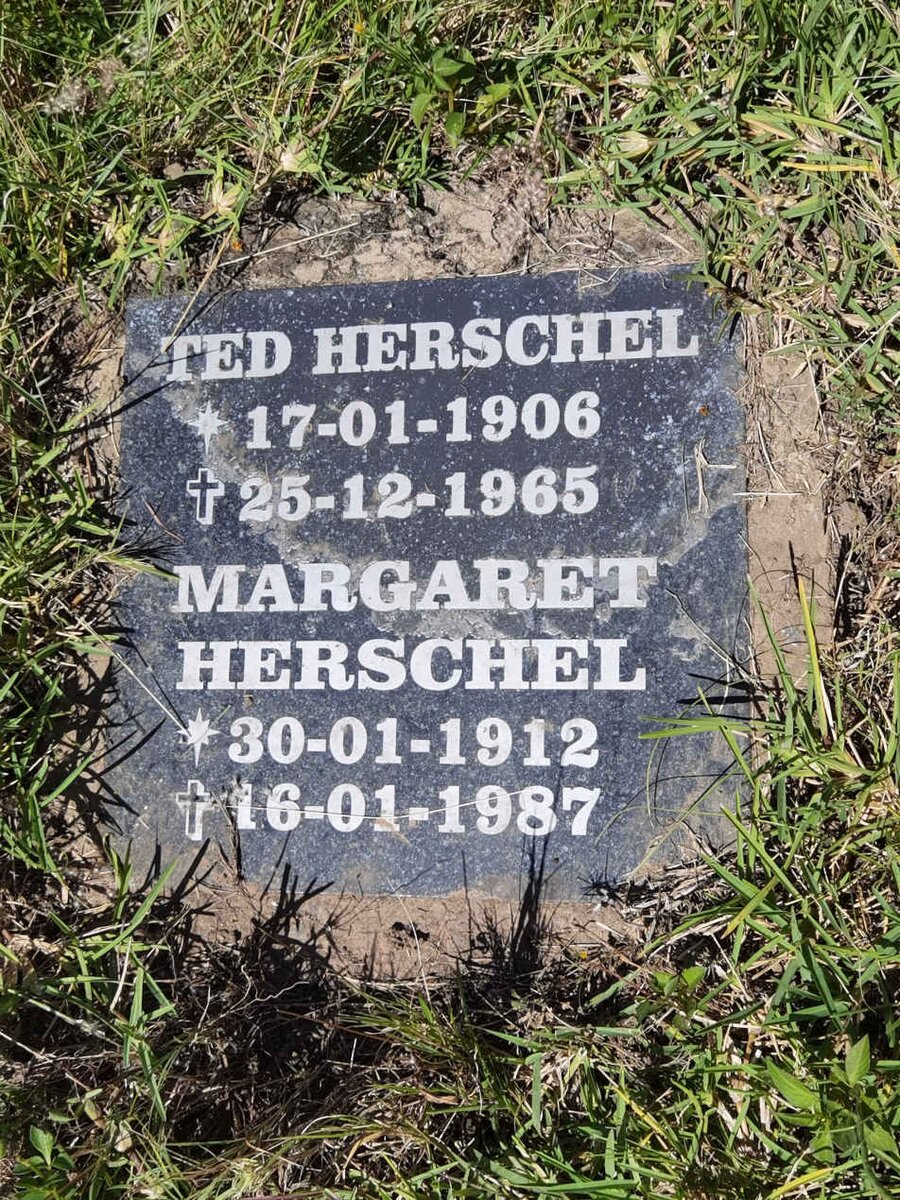 TED HERSCHEL
17-01-1906
25-12-1965
MARGARET
HERSCHEL
30-01-1912
16-01-1987